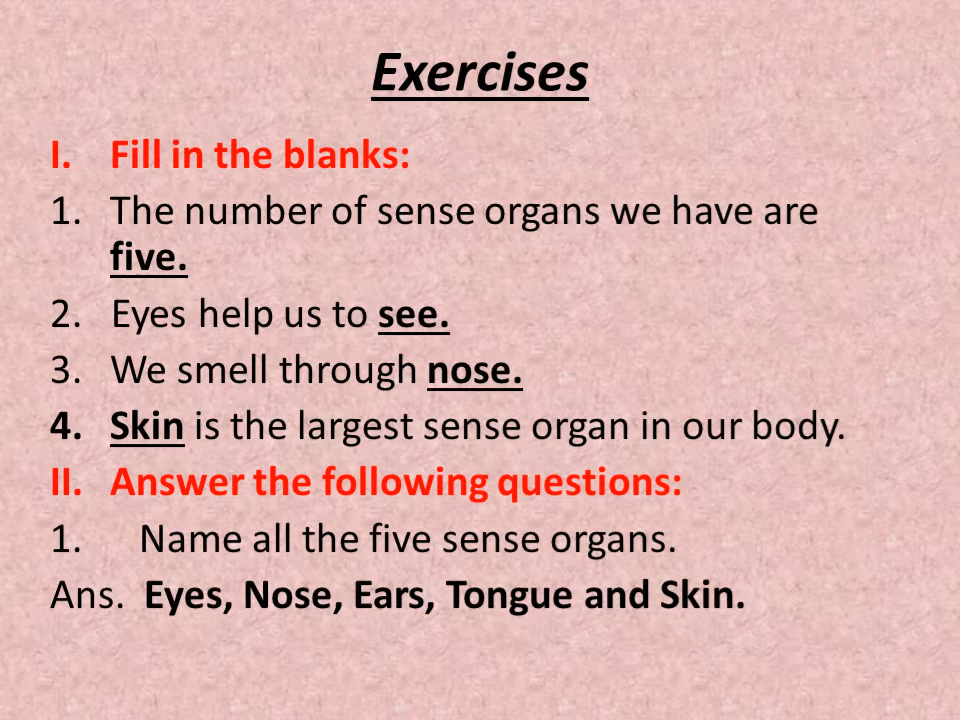 Exercises
I. Fill in the blanks:
1. The number of sense organs we have are
five.
2. Eyes help us to see.
3. We smell through nose.
4. Skin is the largest sense organ in our body.
II. Answer the following questions:
1. Name all the five sense organs.
Ans. Eyes, Nose, Ears, Tongue and Skin.